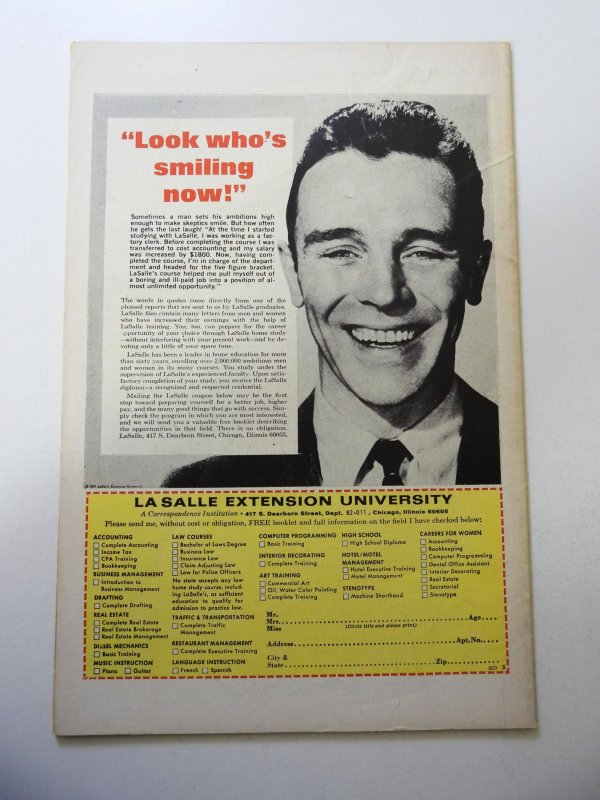 "Look who's
smiling
now!"
Sometimes a man sets his ambitions high
enough to make skeptics smile. But how often
he gets the last laugh! "At the time I started
studying with LaSalle, I was working as a fac-
tory clerk. Before completing the course I was
transferred to cost accounting and my salary
was increased by $1800. Now, having com-
pleted the course, I'm in charge of the depart-
ment and headed for the five figure bracket.
LaSalle's course helped me pull myself out of
a boring and ill-paid job into a position of al-
most unlimited opportunity."
The words in quotes come directly from one of the
pleased reports that are sent to us by LaSalle graduates.
LaSalle files contain many letters from men and women
who have increased their earnings with the help of
LaSalle training. You, too, can prepare for the career
opportunity of your choice through LaSalle home study
—without interfering with your present work—and by de-
voting only a little of your spare time.
LaSalle has been a leader in home education for more
than sixty years, enrolling over 2,000,000 ambitious men
and women in its many courses. You study under the
supervision of LaSalle's experienced faculty. Upon satis-
factory completion of your study, you receive the LaSalle
diploma—a recognized and respected credential.
Mailing the LaSalle coupon below may be the first
step toward preparing yourself for a better job, higher
pay, and the many good things that go with success. Sim-
ply check the program in which you are most interested,
and we will send you a valuable free booklet describing
the opportunities in that field. There is no obligation.
LaSalle, 417 S. Dearborn Street, Chicago, Illinois 60605.
LA SALLE EXTENSION UNIVERSITY
A Correspondence Institution • 417 S. Dearborn Street, Dept. 82-011, Chicago, Illinois 60605
Please send me, without cost or obligation, FREE booklet and full information on the field I have checked below:
ACCOUNTING
Complete Accounting
Income Tax
CPA Training
Bookkeeping
BUSINESS MANAGEMENT
Introduction to
Business Management
DRAFTING
Complete Drafting
REAL ESTATE
Complete Real Estate
Real Estate Brokerage
Real Estate Management
DIESEL MECHANICS
Basic Training
MUSIC INSTRUCTION
Piano Guitar
LAW COURSES
Bachelor of Laws Degree
Business Law
Insurance Law
Claim Adjusting Law
Law for Police Officers
No state accepts any law
home study course, includ-
ing LaSalle's, as sufficient
education to qualify for
admission to practice law.
TRAFFIC & TRANSPORTATION
Complete Traffic
Management
RESTAURANT MANAGEMENT
Complete Executive Training
LANGUAGE INSTRUCTION
French Spanish
COMPUTER PROGRAMMING
Basic Training
INTERIOR DECORATING
Complete Training
ART TRAINING
Commercial Art
Oil, Water Color Painting
Complete Training
HIGH SCHOOL
High School Diploma
HOTEL/MOTEL
MANAGEMENT
Hotel Executive Training
Motel Management
STENOTYPE
Machine Shorthand
CAREERS FOR WOMEN
Accounting
Bookkeeping
Computer Programming
Dental Office Assistant
Interior Decorating
Real Estate
Secretarial
Stenotype
Mr.
Mrs. Age
Miss
(Circle title and please print)
Address Apt.No.
City &
State Zip